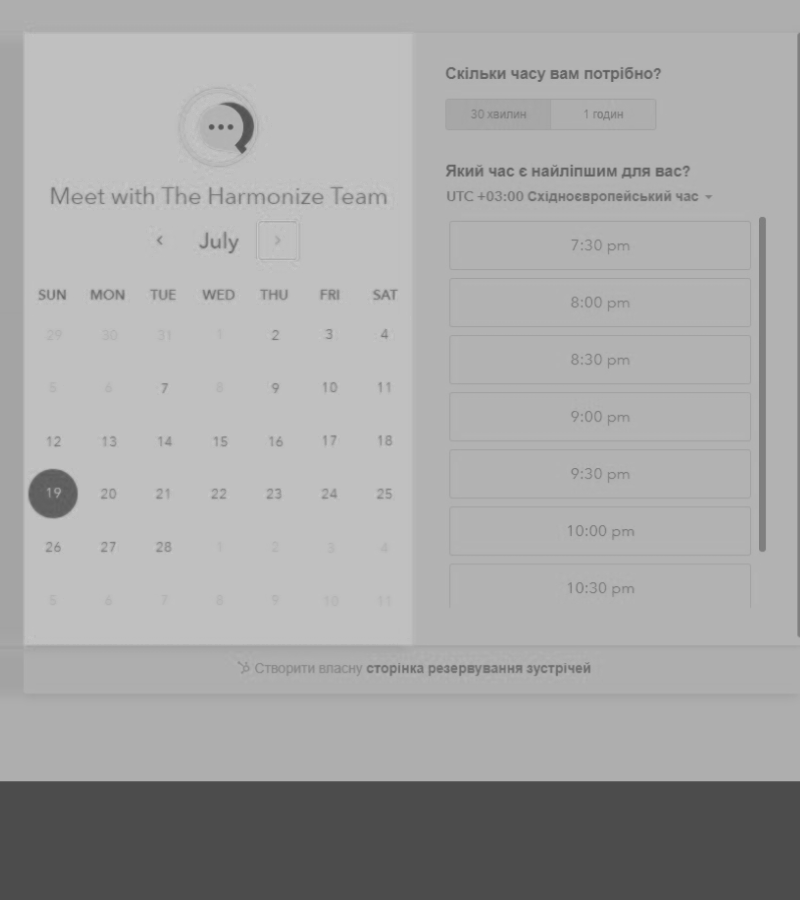 Meet with The Harmonize Team
July
SUN MON TUE WED THU FRI SAT
29 30 31 1 2 3 4
5 6 7 8 9 10 11
12 13 14 15 16 17 18
19 20 21 22 23 24 25
26 27 28 1 2 3 4
5 6 7 8 9 10 11
Скільки часу вам потрібно?
30 хвилин 1 годин
Який час є найліпшим для вас?
UTC +03:00 Східноєвропейський час
7:30 pm
8:00 pm
8:30 pm
9:00 pm
9:30 pm
10:00 pm
10:30 pm
Створити власну сторінка резервування зустрічей